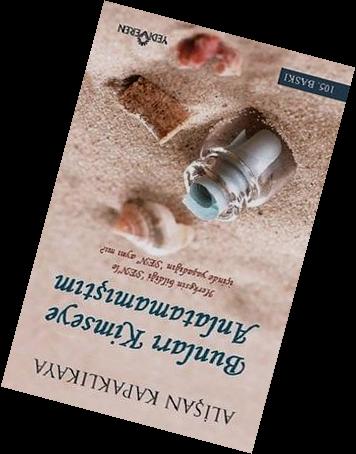 ALİŞAN KAPAKLIKAYA
Bunları Kimseye
Anlatamamıştım
Herkesin bildiği 'SEN'le
içinde yaşadığın 'SEN' aynı mı?
105. BASKI
YEDİVEREN